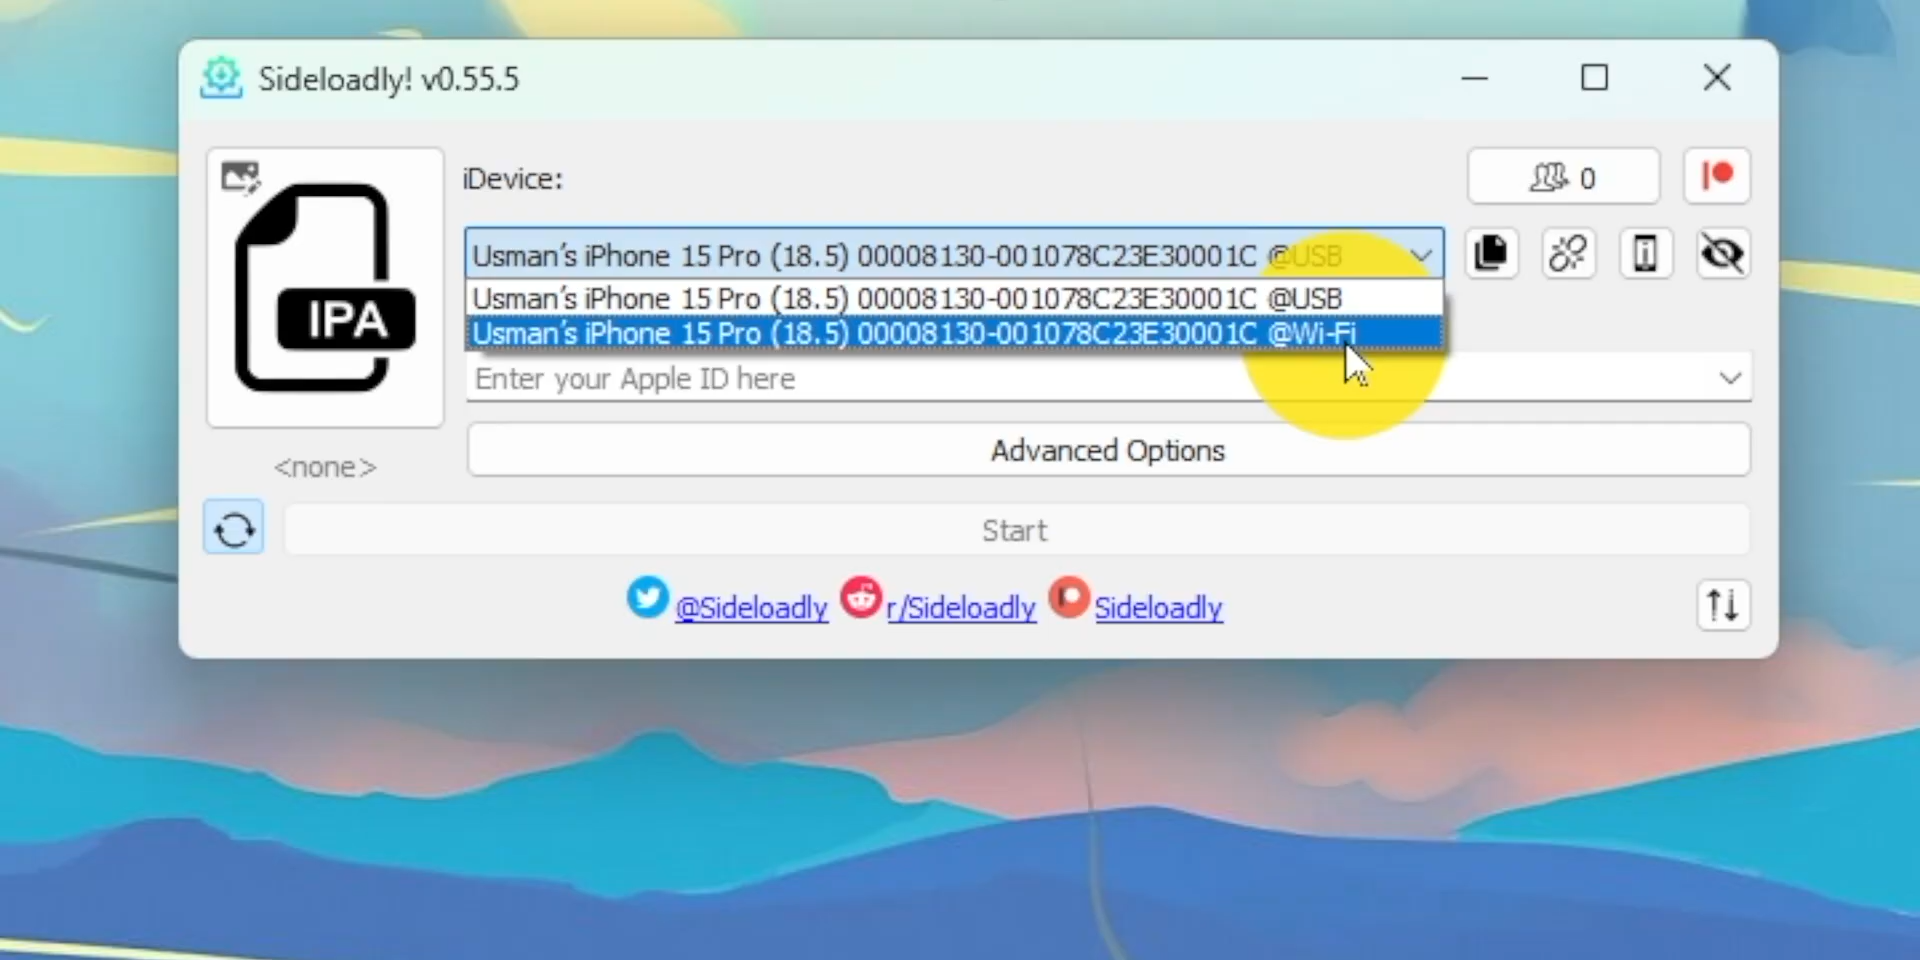 Sideloadly! v0.55.5
iDevice:
0
Usman's iPhone 15 Pro (18.5) 00008130-001078C23E30001C @USB
Usman's iPhone 15 Pro (18.5) 00008130-001078C23E30001C @USB
Usman's iPhone 15 Pro (18.5) 00008130-001078C23E30001C @Wi-Fi
IPA
Enter your Apple ID here
Advanced Options
<none>
Start
@Sideloadly r/Sideloadly Sideloadly